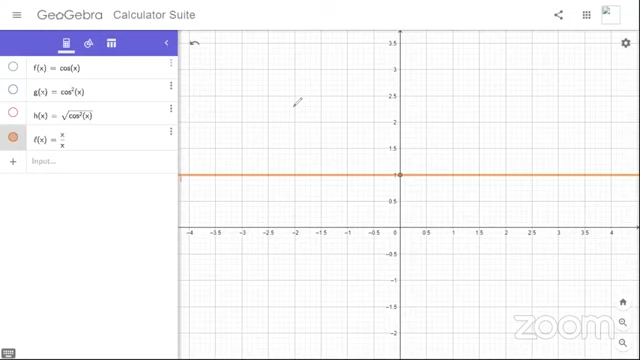 GeoGebra Calculator Suite
f(x) = cos(x)
g(x) = cos²(x)
h(x) = √cos²(x)
f(x) = x/x
Input...
3.5
3
2.5
2
1.5
1
0.5
−4 −3.5 −3 −2.5 −2 −1.5 −1 −0.5 0 0.5 1 1.5 2 2.5 3 3.5 4
−0.5
−1
−1.5
−2
zoom